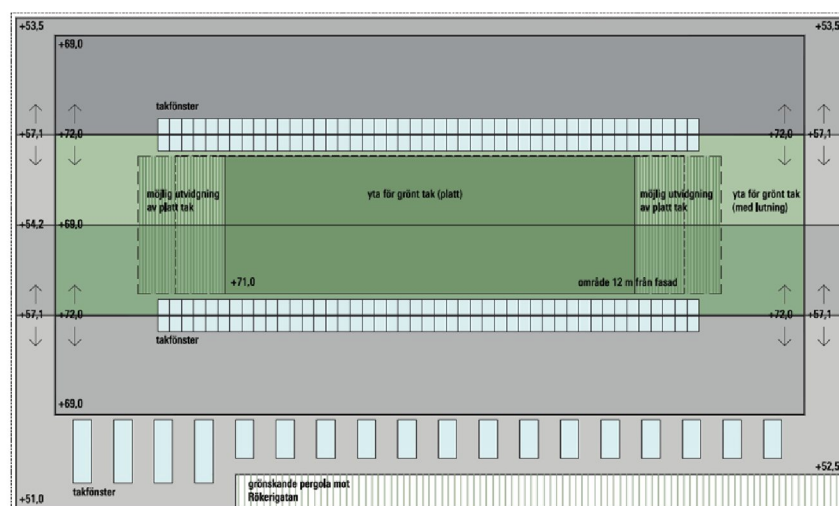 +53,5
+53,5
+69,0
takfönster
+57,1
+72,0
+72,0
+57,1
möjlig utvidgning
av platt tak
yta för grönt tak (platt)
möjlig utvidgning
av platt tak
yta för grönt tak
(med lutning)
+54,2
+69,0
+71,0
område 12 m från fasad
+57,1
+72,0
+72,0
+57,1
takfönster
+69,0
+52,5
takfönster
grönskande pergola mot
Rökerigatan
+51,0